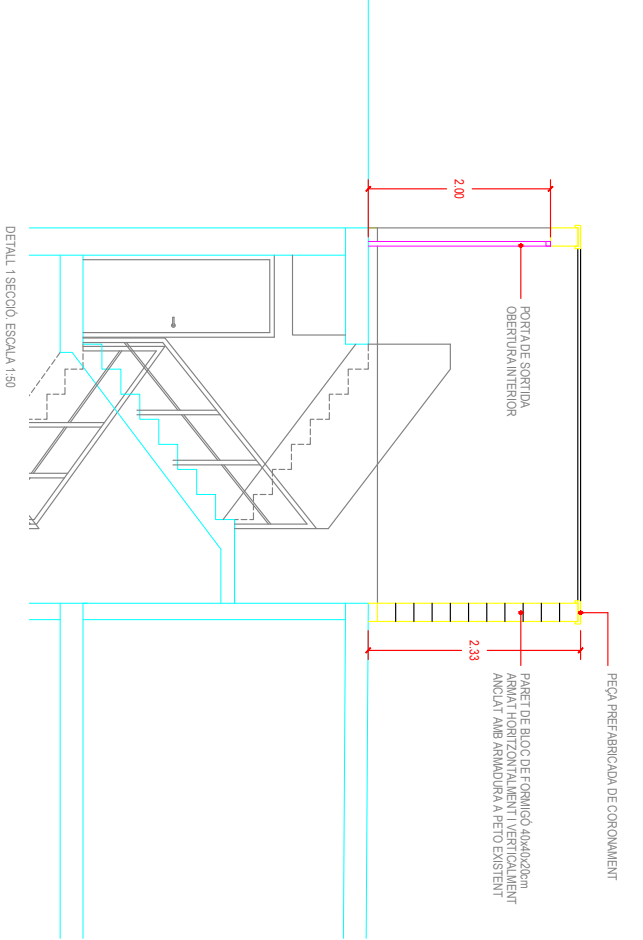 PEÇA PREFABRICADA DE CORONAMENT
PORTA DE SORTIDA
OBERTURA INTERIOR
PARET DE BLOC DE FORMIGÓ 40x40x20cm
ARMAT HORITZONTALMENT I VERTICALMENT
ANCLAT AMB ARMADURA A PETO EXISTENT
2.00
2.33
DETALL 1 SECCIÓ. ESCALA 1:50